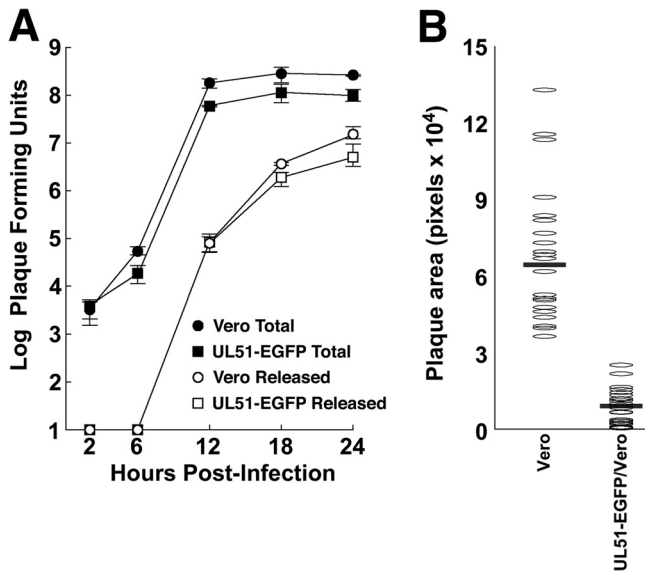 A
B
Log Plaque Forming Units
9
8
7
6
5
4
3
2
1
2
6
12
18
24
Hours Post-Infection
Vero Total
UL51-EGFP Total
Vero Released
UL51-EGFP Released
Plaque area (pixels x 10⁴)
15
12
9
6
3
0
Vero
UL51-EGFP/Vero